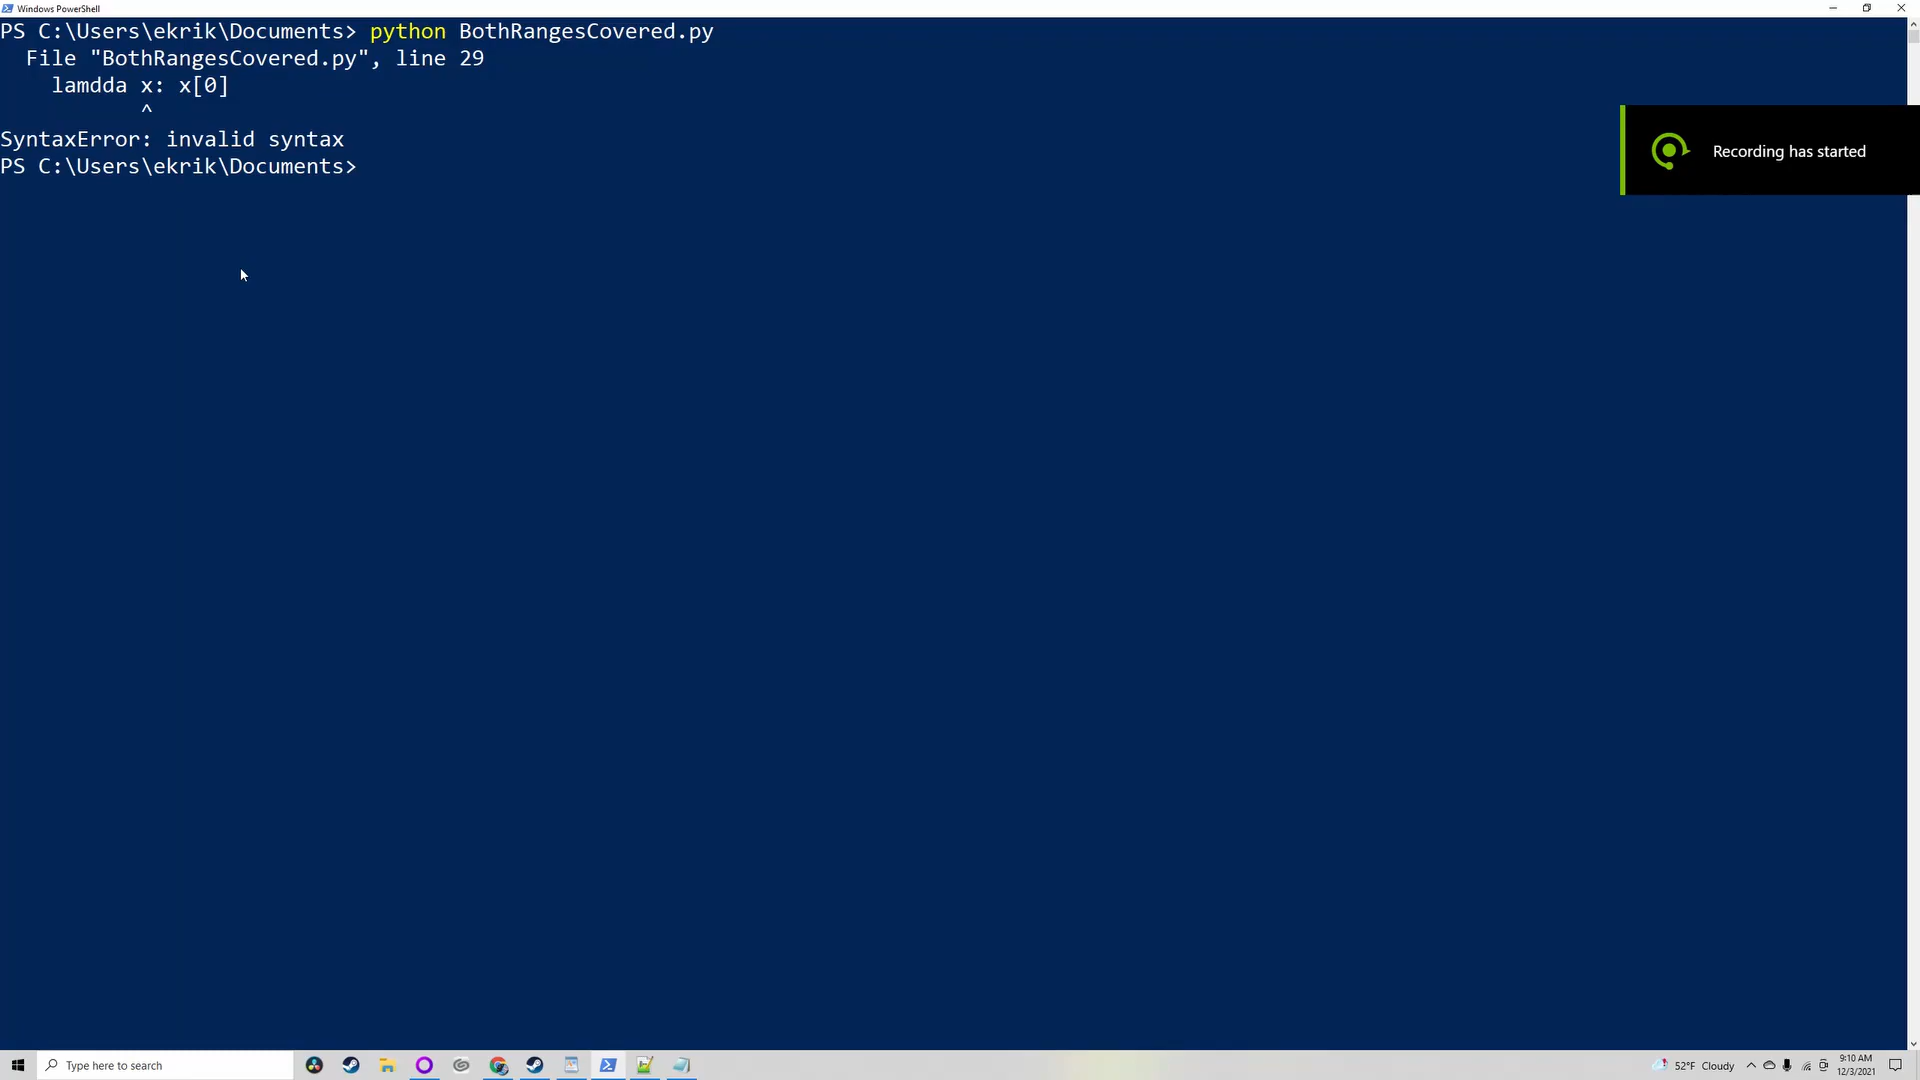 Windows PowerShell
PS C:\Users\ekrik\Documents> python BothRangesCovered.py
File "BothRangesCovered.py", line 29
lamdda x: x[0]
^
SyntaxError: invalid syntax
PS C:\Users\ekrik\Documents>
Recording has started
Type here to search
52°F Cloudy
9:10 AM
12/3/2021